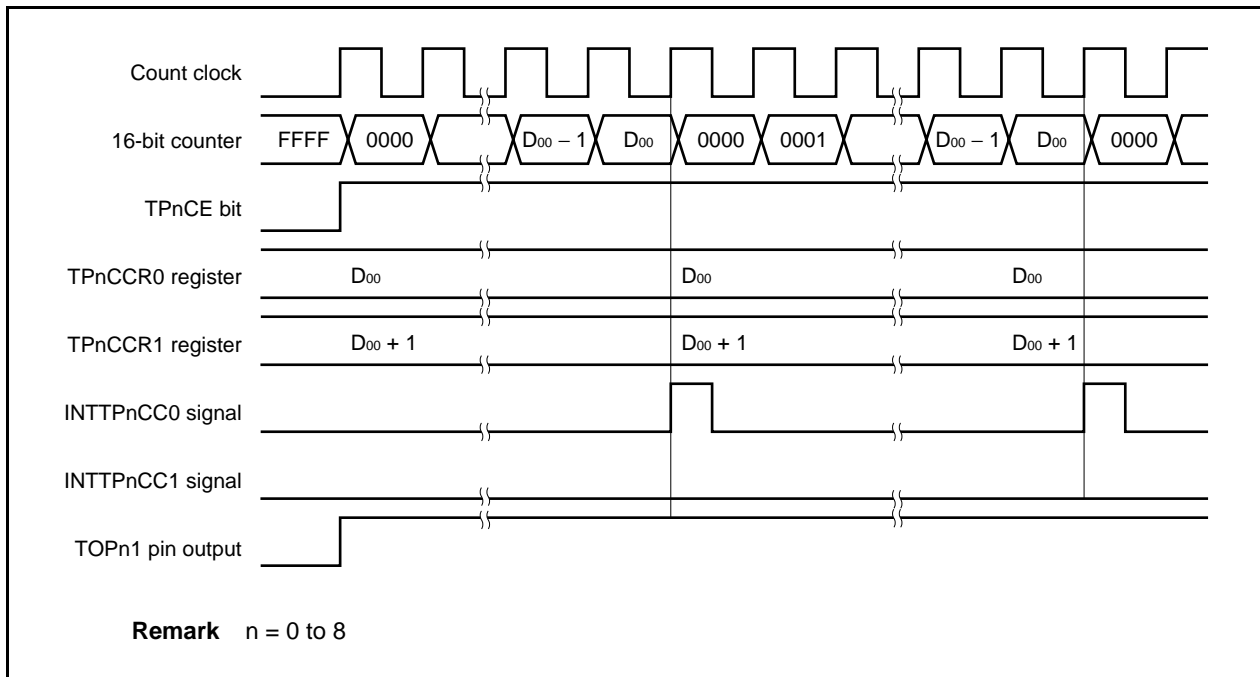 Count clock
16-bit counter FFFF 0000 D00 − 1 D00 0000 0001 D00 − 1 D00 0000
TPnCE bit
TPnCCR0 register D00 D00 D00
TPnCCR1 register D00 + 1 D00 + 1 D00 + 1
INTTPnCC0 signal
INTTPnCC1 signal
TOPn1 pin output
Remark n = 0 to 8